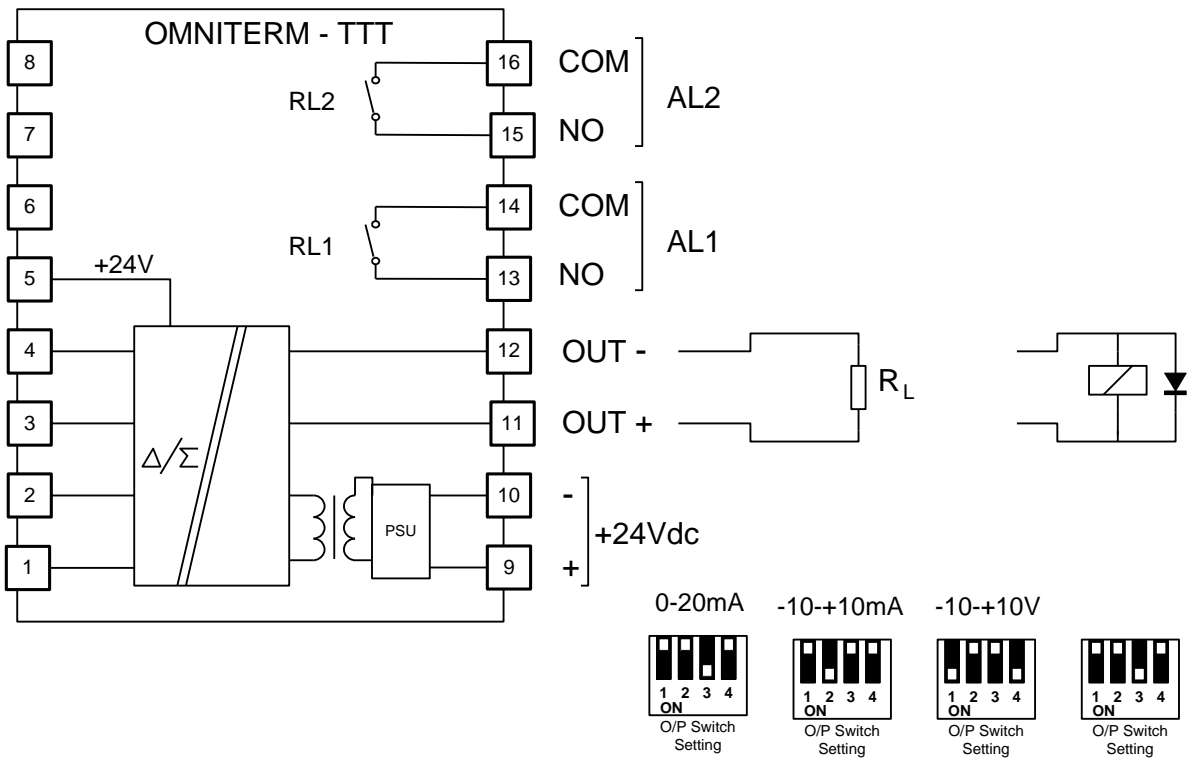 OMNITERM - TTT
8
7
6
5
4
3
2
1
+24V
Δ/Σ
RL2
RL1
PSU
16
15
14
13
12
11
10
9
COM
NO
AL2
COM
NO
AL1
OUT -
OUT +
-
+
+24Vdc
R L
0-20mA
1 2 3 4
ON
O/P Switch
Setting
-10-+10mA
1 2 3 4
ON
O/P Switch
Setting
-10-+10V
1 2 3 4
ON
O/P Switch
Setting
1 2 3 4
ON
O/P Switch
Setting